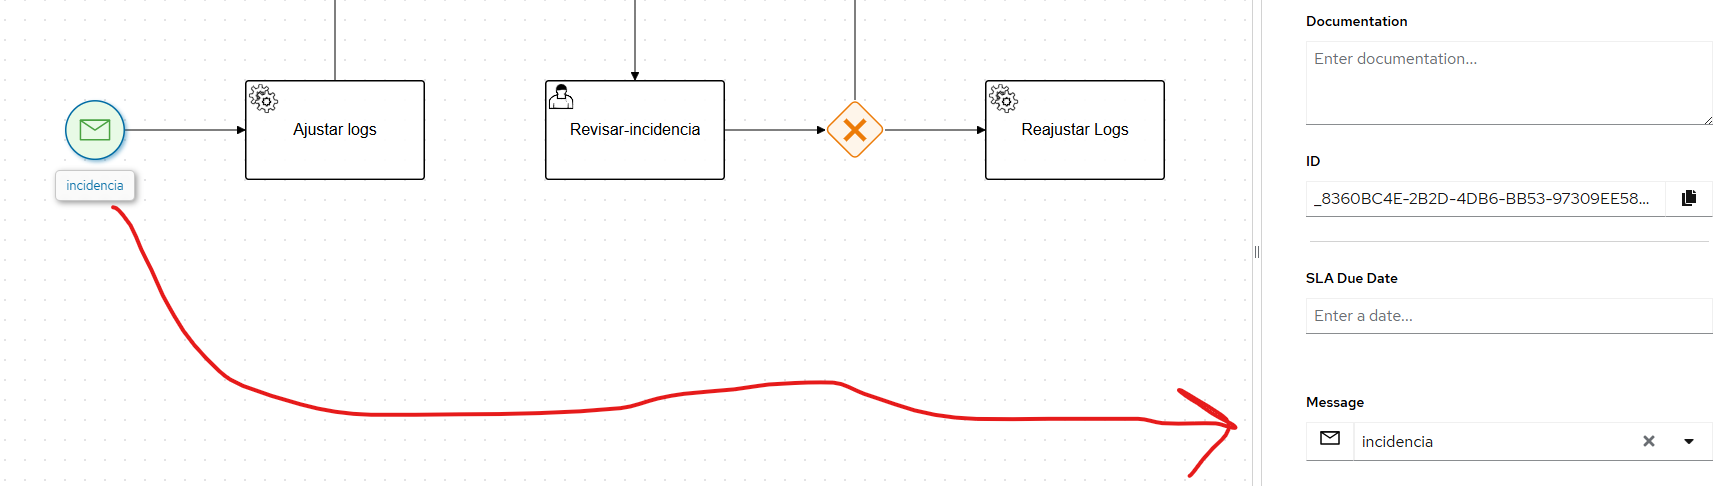 Ajustar logs
Revisar-incidencia
Reajustar Logs
incidencia
Documentation
Enter documentation...
ID
_8360BC4E-2B2D-4DB6-BB53-97309EE58...
SLA Due Date
Enter a date...
Message
incidencia